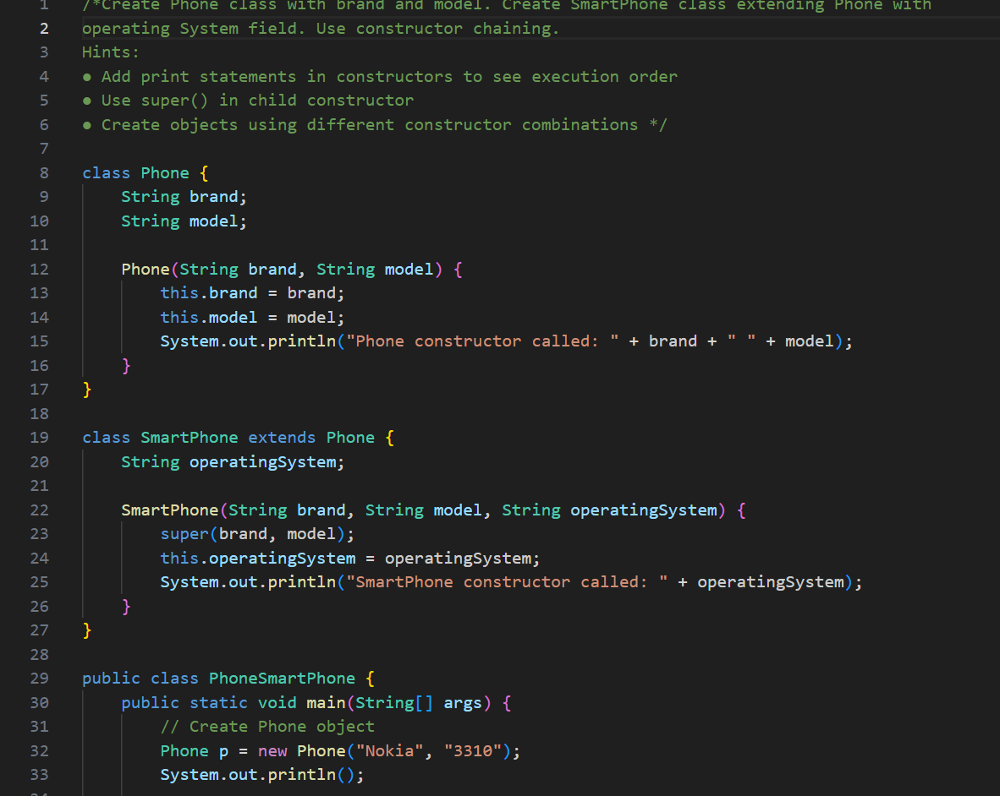 1 /*Create Phone class with brand and model. Create SmartPhone class extending Phone with
2 operating System field. Use constructor chaining.
3 Hints:
4 ● Add print statements in constructors to see execution order
5 ● Use super() in child constructor
6 ● Create objects using different constructor combinations */
7
8 class Phone {
9     String brand;
10     String model;
11
12     Phone(String brand, String model) {
13         this.brand = brand;
14         this.model = model;
15         System.out.println("Phone constructor called: " + brand + " " + model);
16     }
17 }
18
19 class SmartPhone extends Phone {
20     String operatingSystem;
21
22     SmartPhone(String brand, String model, String operatingSystem) {
23         super(brand, model);
24         this.operatingSystem = operatingSystem;
25         System.out.println("SmartPhone constructor called: " + operatingSystem);
26     }
27 }
28
29 public class PhoneSmartPhone {
30     public static void main(String[] args) {
31         // Create Phone object
32         Phone p = new Phone("Nokia", "3310");
33         System.out.println();